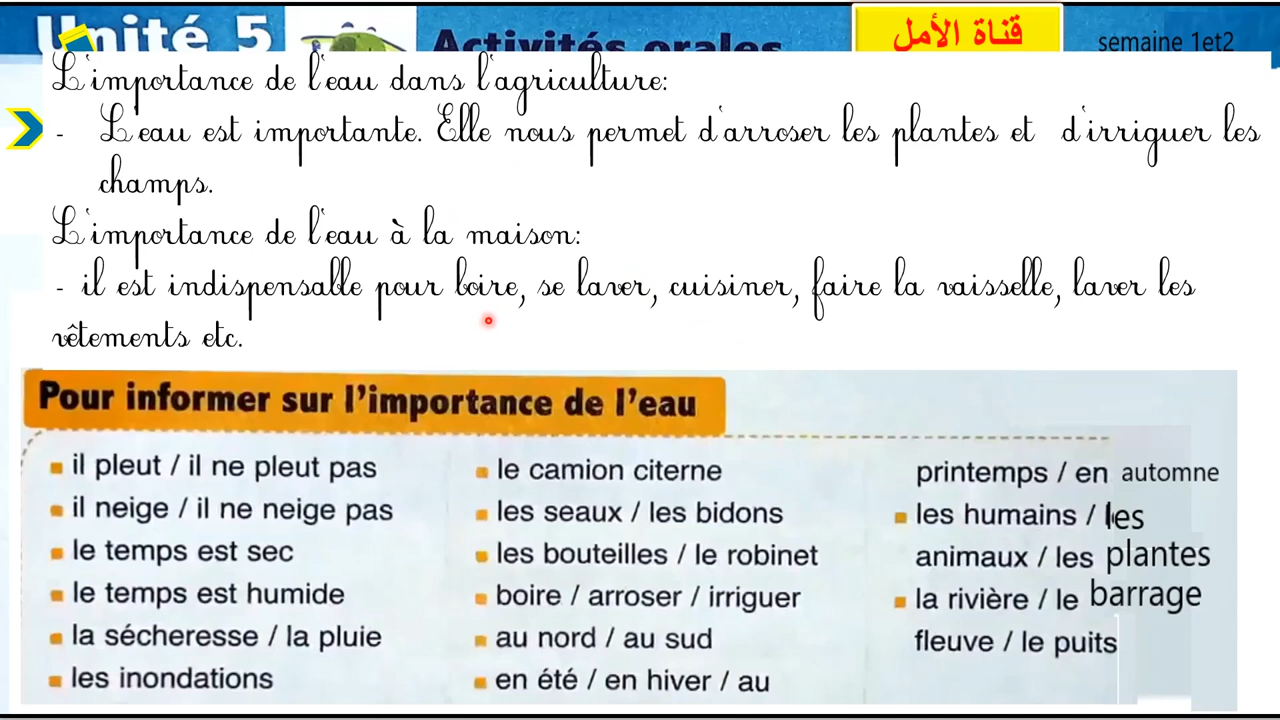 Unité 5
Activités orales
قناة الأمل
semaine 1et2
L'importance de l'eau dans l'agriculture:
- L'eau est importante. Elle nous permet d'arroser les plantes et d'irriguer les
champs.
L'importance de l'eau à la maison:
- il est indispensable pour boire, se laver, cuisiner, faire la vaisselle, laver les
vêtements etc.
Pour informer sur l'importance de l'eau
il pleut / il ne pleut pas
il neige / il ne neige pas
le temps est sec
le temps est humide
la sécheresse / la pluie
les inondations
le camion citerne
les seaux / les bidons
les bouteilles / le robinet
boire / arroser / irriguer
au nord / au sud
en été / en hiver / au
printemps / en automne
les humains / les
animaux / les plantes
la rivière / le barrage
fleuve / le puits